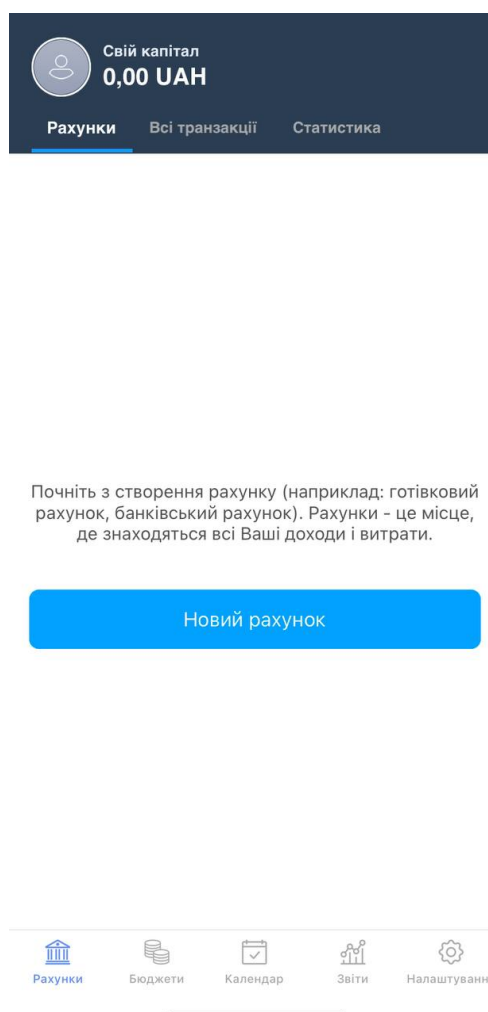 Свій капітал
0,00 UAH
Рахунки Всі транзакції Статистика
Почніть з створення рахунку (наприклад: готівковий
рахунок, банківський рахунок). Рахунки - це місце,
де знаходяться всі Ваші доходи і витрати.
Новий рахунок
Рахунки Бюджети Календар Звіти Налаштуванн